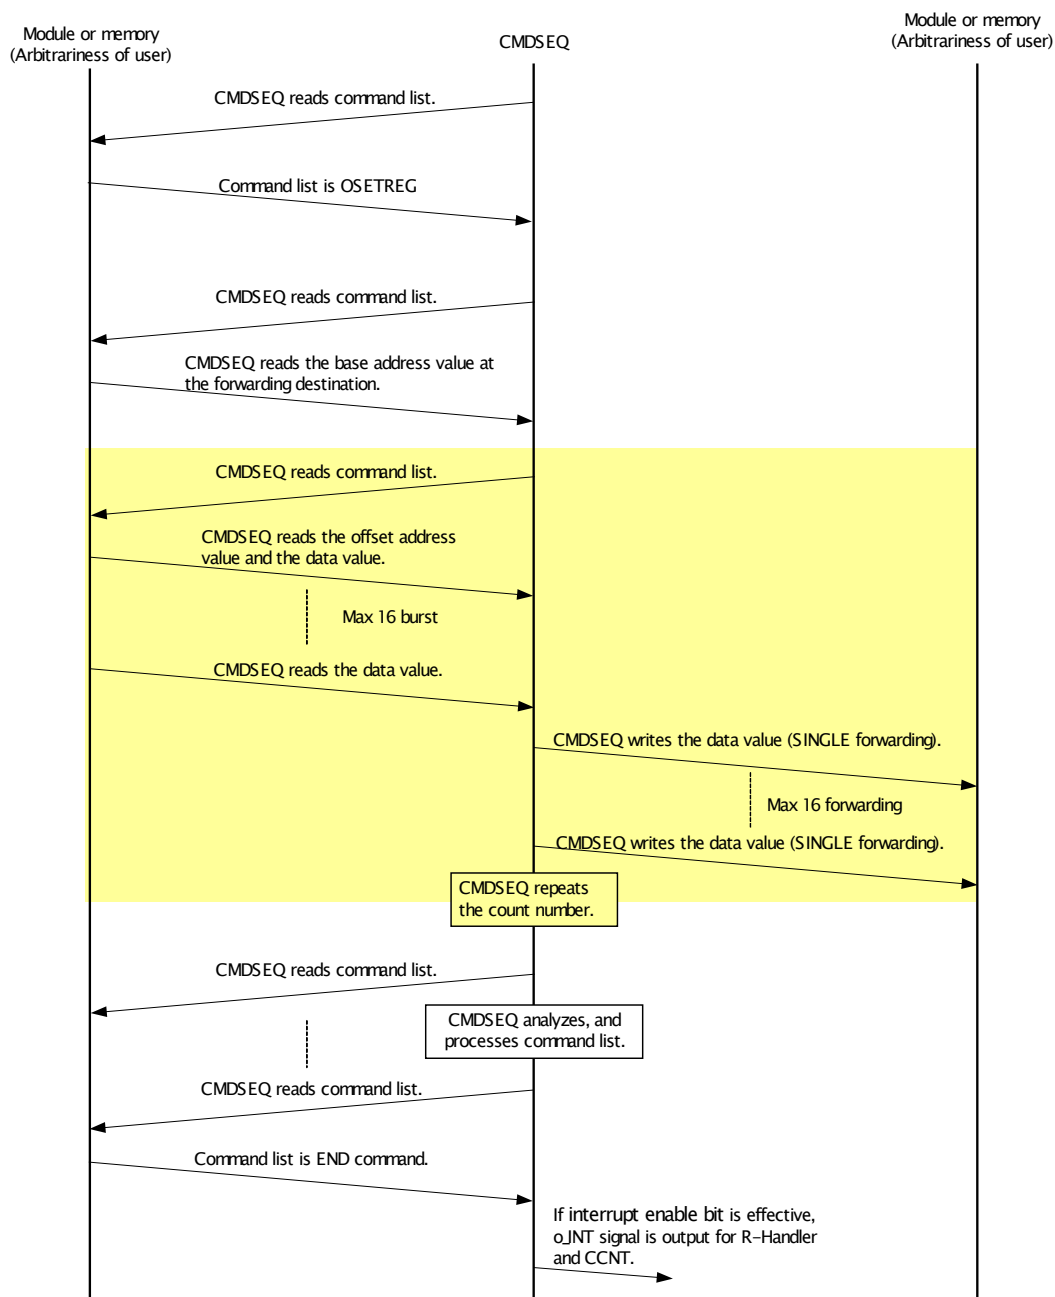 Module or memory
(Arbitrariness of user)
CMDSEQ
Module or memory
(Arbitrariness of user)
CMDSEQ reads command list.
Command list is OSETREG
CMDSEQ reads command list.
CMDSEQ reads the base address value at
the forwarding destination.
CMDSEQ reads command list.
CMDSEQ reads the offset address
value and the data value.
Max 16 burst
CMDSEQ reads the data value.
CMDSEQ writes the data value (SINGLE forwarding).
Max 16 forwarding
CMDSEQ writes the data value (SINGLE forwarding).
CMDSEQ repeats
the count number.
CMDSEQ reads command list.
CMDSEQ analyzes, and
processes command list.
CMDSEQ reads command list.
Command list is END command.
If interrupt enable bit is effective,
o_INT signal is output for R-Handler
and CCNT.